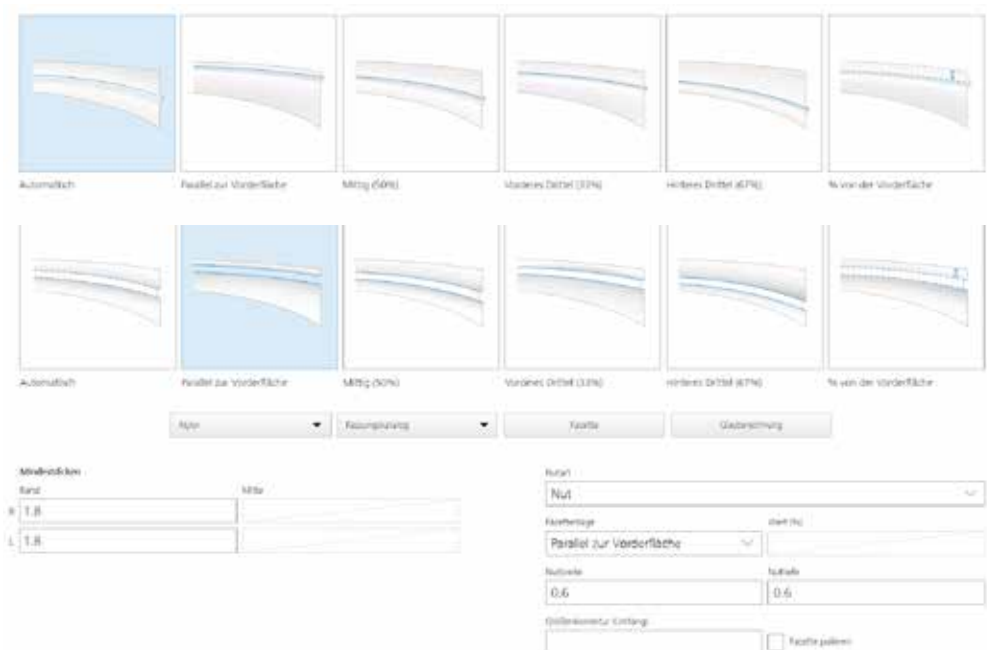 Automatisch
Parallel zur Vorderfläche
Mittig (50%)
Vorderes Drittel (33%)
Hinteres Drittel (67%)
% von der Vorderfläche
Automatisch
Parallel zur Vorderfläche
Mittig (50%)
Vorderes Drittel (33%)
Hinteres Drittel (67%)
% von der Vorderfläche
Nylor
Facette
Mindestdicken
Rand
Mitte
R 1.8
L 1.8
Nutart
Nut
Facettenlage
Wert (%)
Parallel zur Vorderfläche
Nutbreite
Nuttiefe
0.6
0.6
Facette polieren